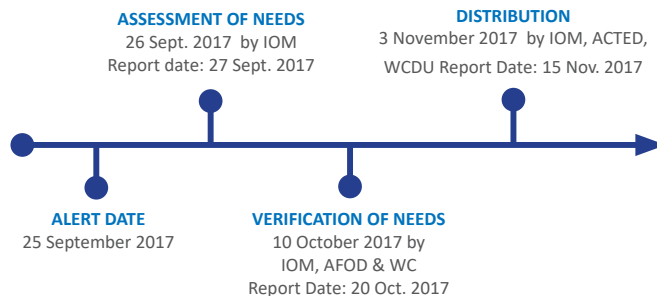 ASSESSMENT OF NEEDS
26 Sept. 2017 by IOM
Report date: 27 Sept. 2017
DISTRIBUTION
3 November 2017 by IOM, ACTED,
WCDU Report Date: 15 Nov. 2017
ALERT DATE
25 September 2017
VERIFICATION OF NEEDS
10 October 2017 by
IOM, AFOD & WC
Report Date: 20 Oct. 2017